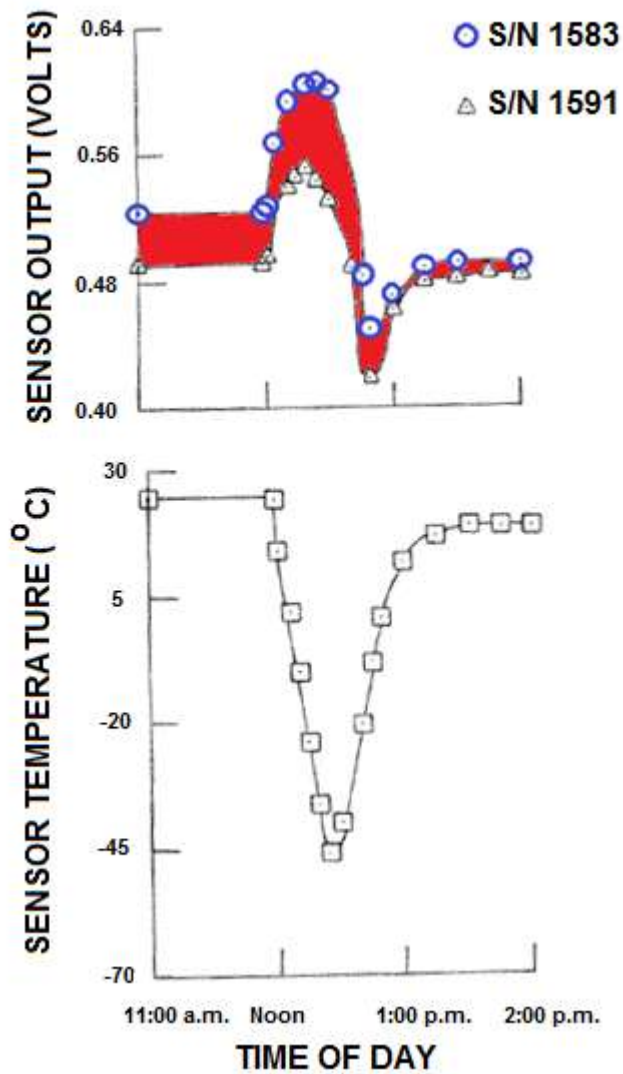 S/N 1583
S/N 1591
SENSOR OUTPUT (VOLTS)
0.64
0.56
0.48
0.40
SENSOR TEMPERATURE (°C)
30
5
-20
-45
-70
11:00 a.m. Noon 1:00 p.m. 2:00 p.m.
TIME OF DAY